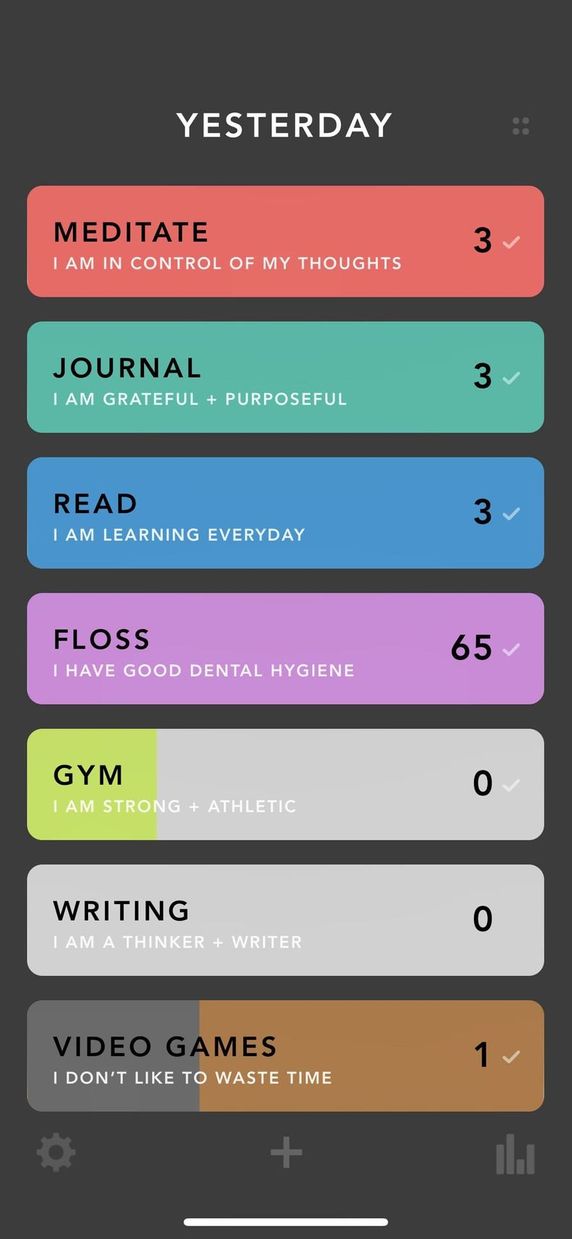 YESTERDAY
MEDITATE
3
I AM IN CONTROL OF MY THOUGHTS
JOURNAL
3
I AM GRATEFUL + PURPOSEFUL
READ
3
I AM LEARNING EVERYDAY
FLOSS
65
I HAVE GOOD DENTAL HYGIENE
GYM
0
I AM STRONG + ATHLETIC
WRITING
0
I AM A THINKER + WRITER
VIDEO GAMES
1
I DON’T LIKE TO WASTE TIME